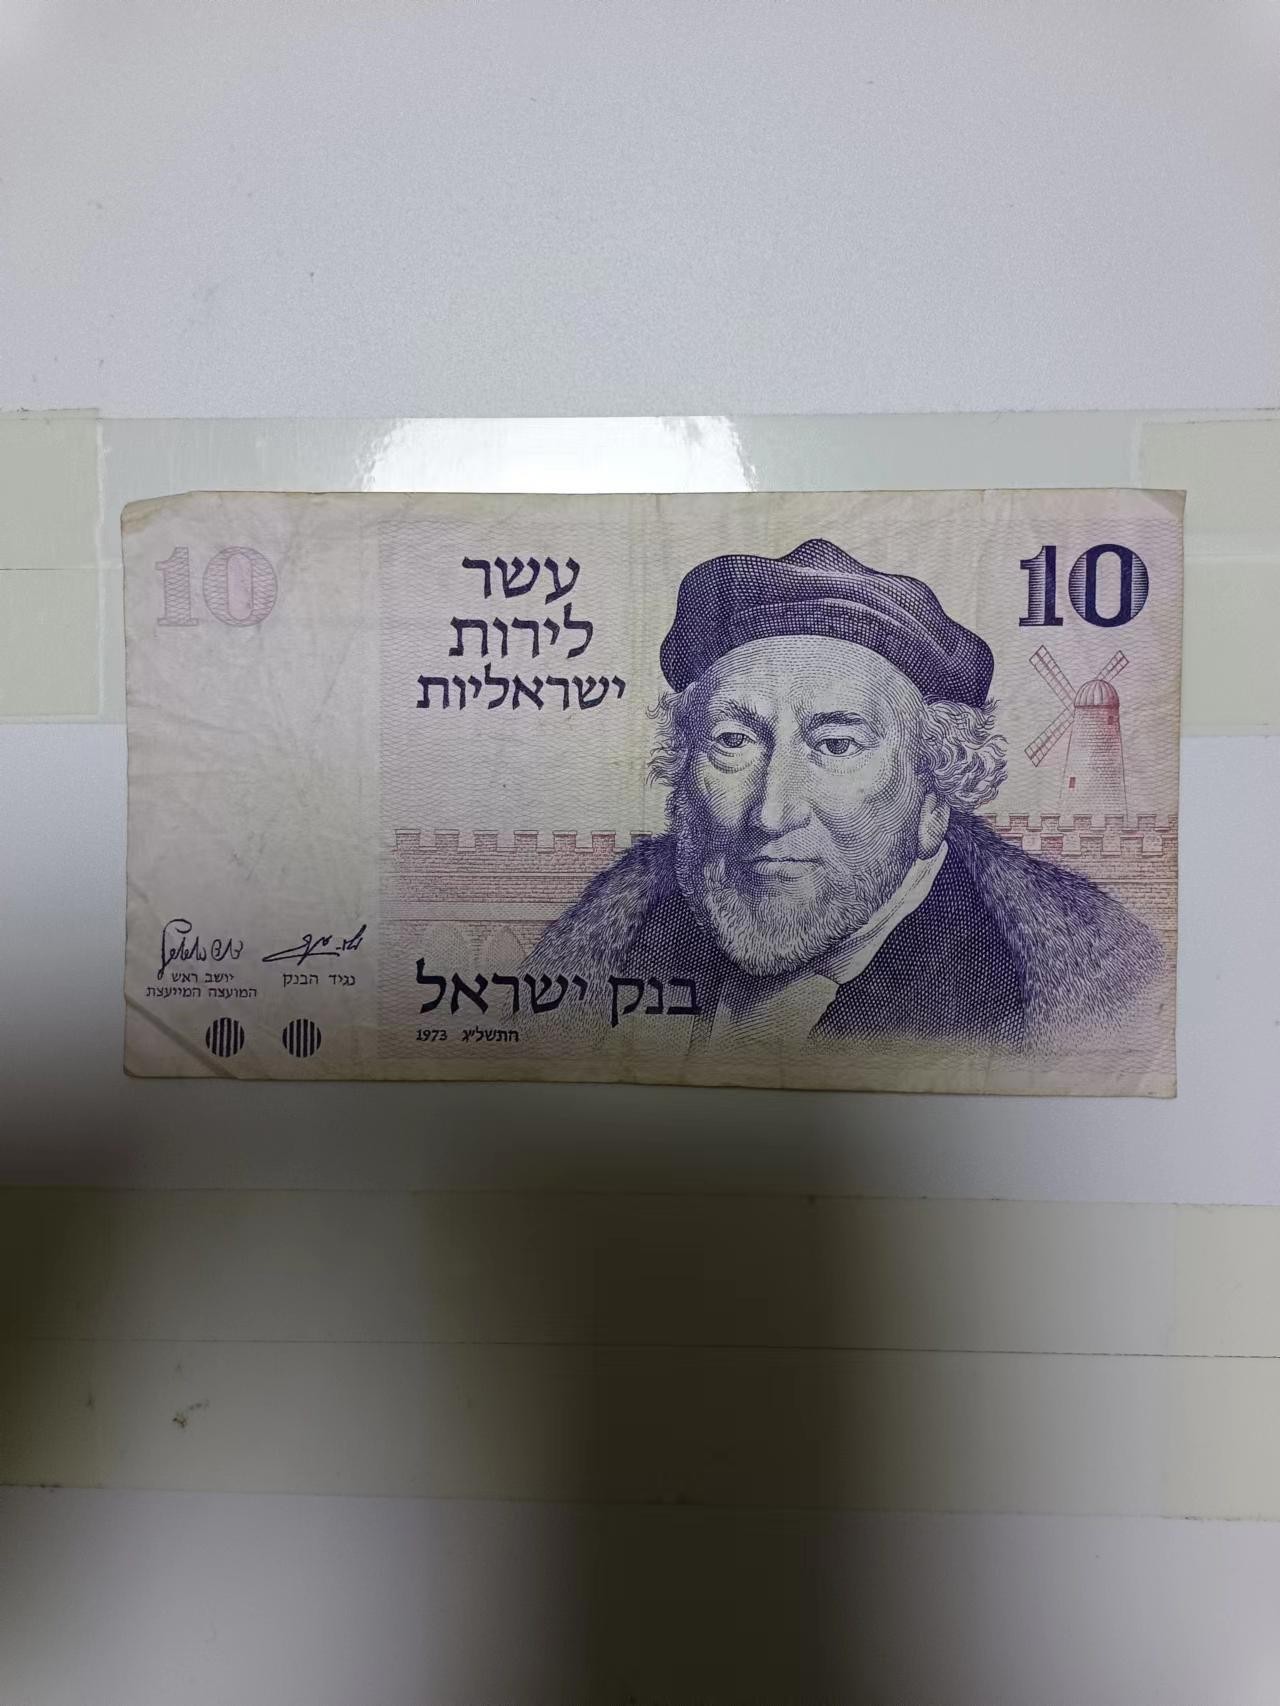 10
10
עשר
לירות
ישראליות
יושב ראש
המועצה המייעצת
נגיד הבנק
בנק ישראל
התשל״ג 1973